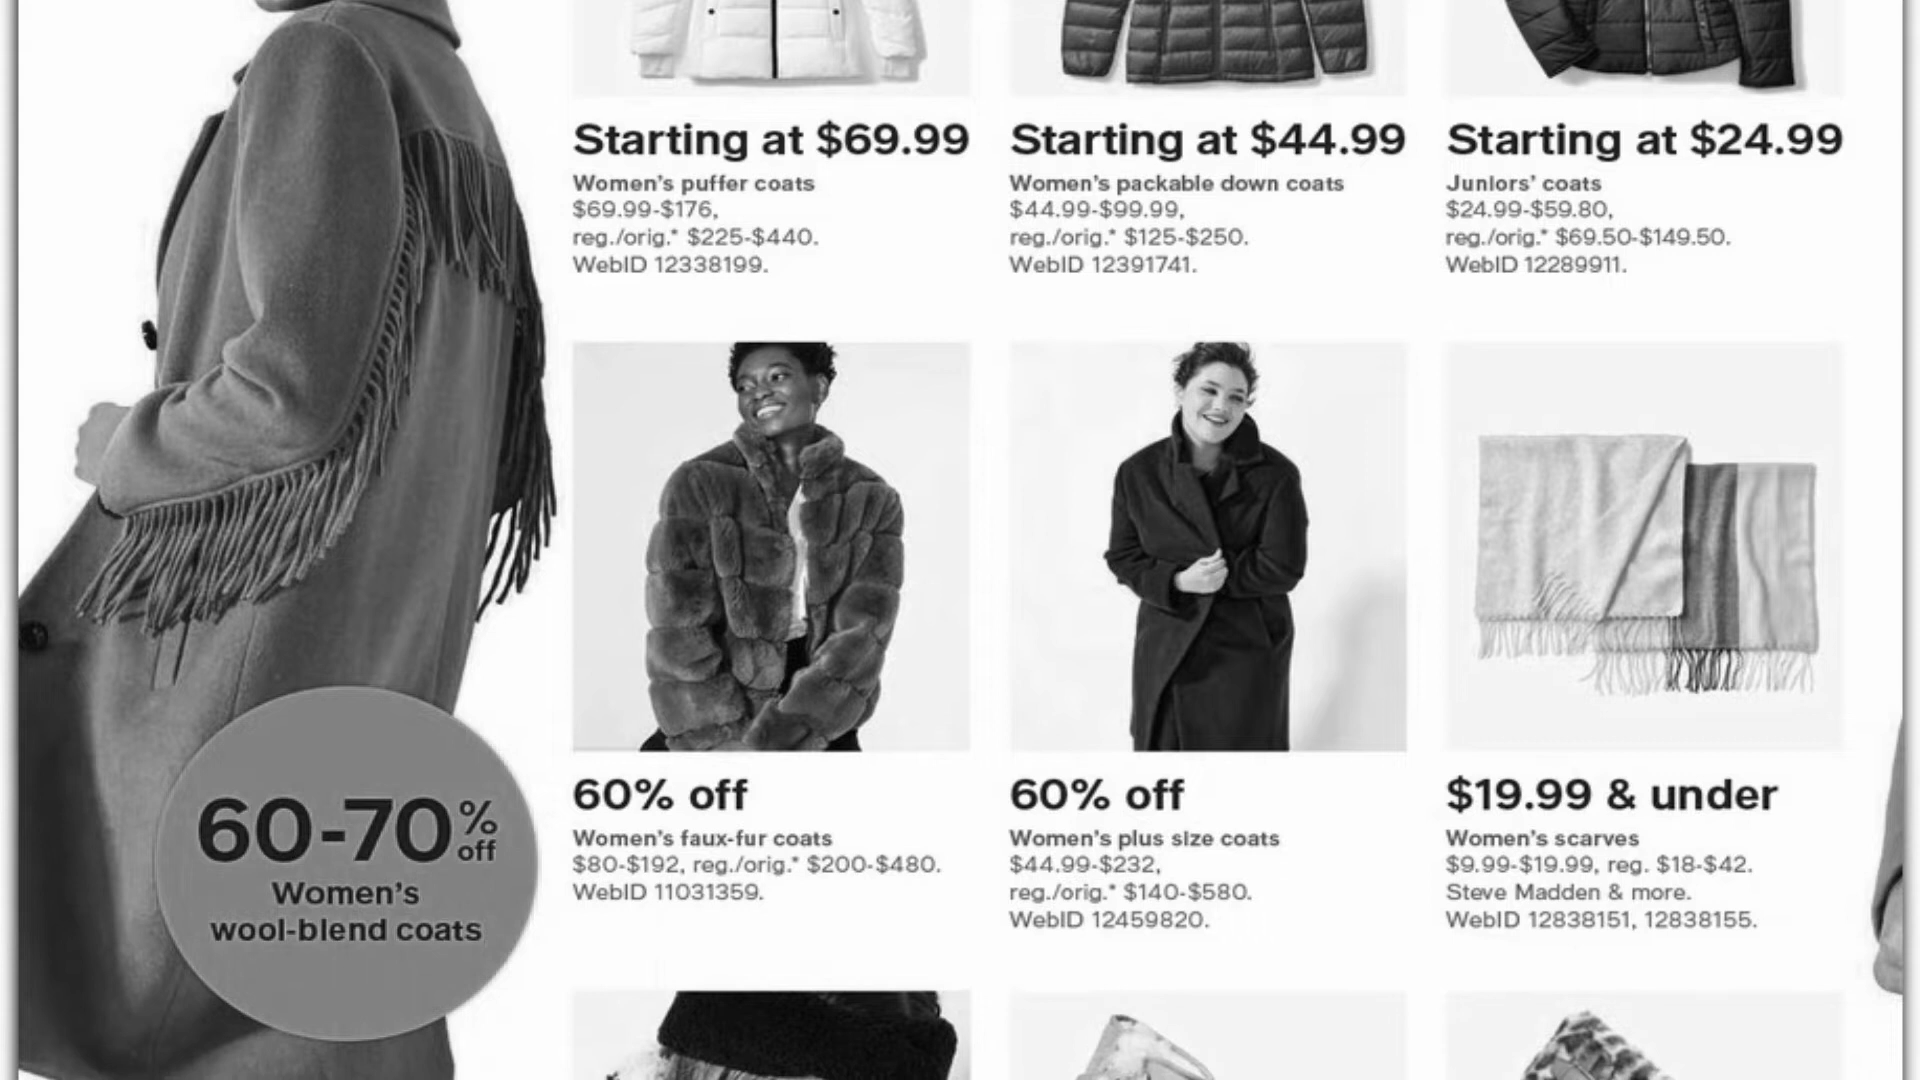 Starting at $69.99
Women's puffer coats
$69.99-$176,
reg./orig.* $225-$440.
WebID 12338199.
Starting at $44.99
Women's packable down coats
$44.99-$99.99,
reg./orig.* $125-$250.
WebID 12391741.
Starting at $24.99
Juniors' coats
$24.99-$59.80,
reg./orig.* $69.50-$149.50.
WebID 12289911.
60% off
Women's faux-fur coats
$80-$192, reg./orig.* $200-$480.
WebID 11031359.
60% off
Women's plus size coats
$44.99-$232,
reg./orig.* $140-$580.
WebID 12459820.
$19.99 & under
Women's scarves
$9.99-$19.99, reg. $18-$42.
Steve Madden & more.
WebID 12838151, 12838155.
60-70% off
Women's
wool-blend coats